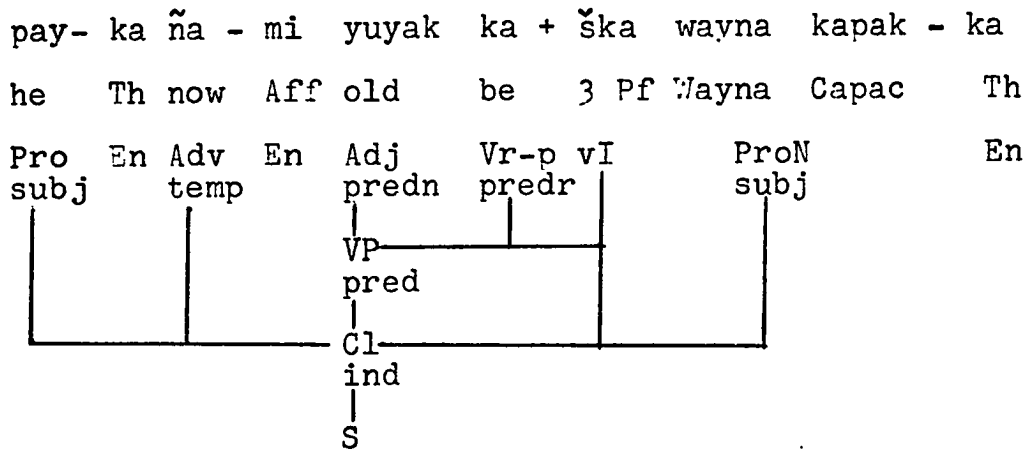 pay- ka ña - mi yuyak ka + ška wayna kapak - ka
he Th now Aff old be 3 Pf Wayna Capac Th
Pro En Adv En Adj Vr-p vI ProN En
subj temp predn predr subj
VP
pred
Cl
ind
S